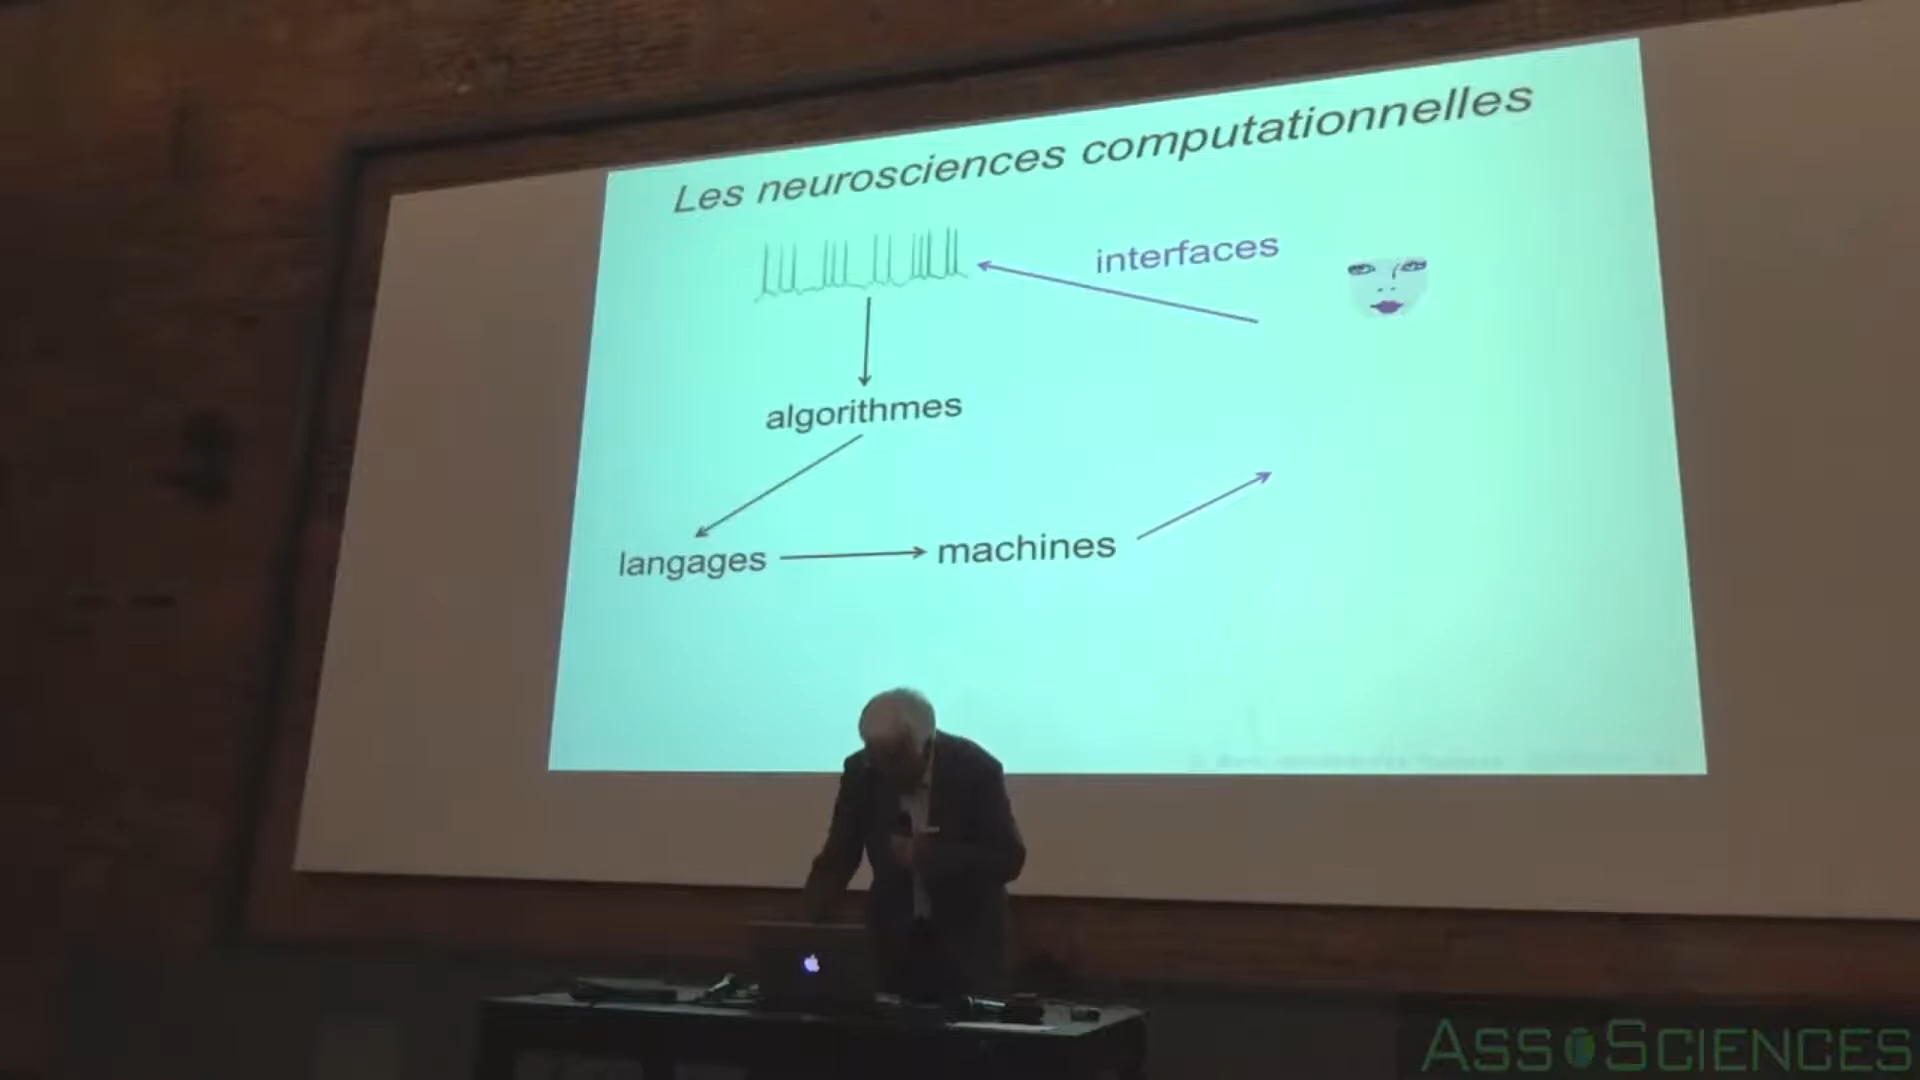 Les neurosciences computationnelles
interfaces
algorithmes
langages
machines
ASSOSCIENCES